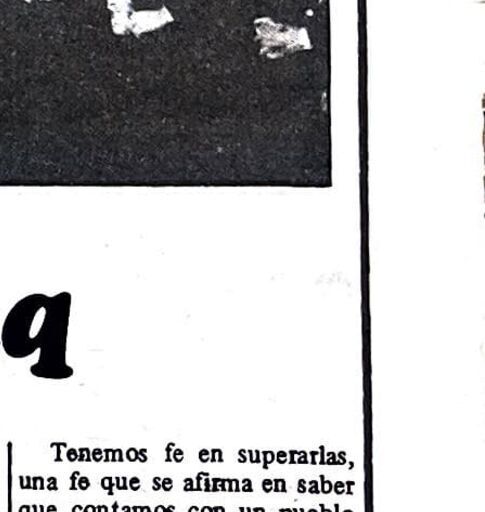 q
Tenemos fe en superarlas,
una fe que se afirma en saber
que contamos con un pueblo